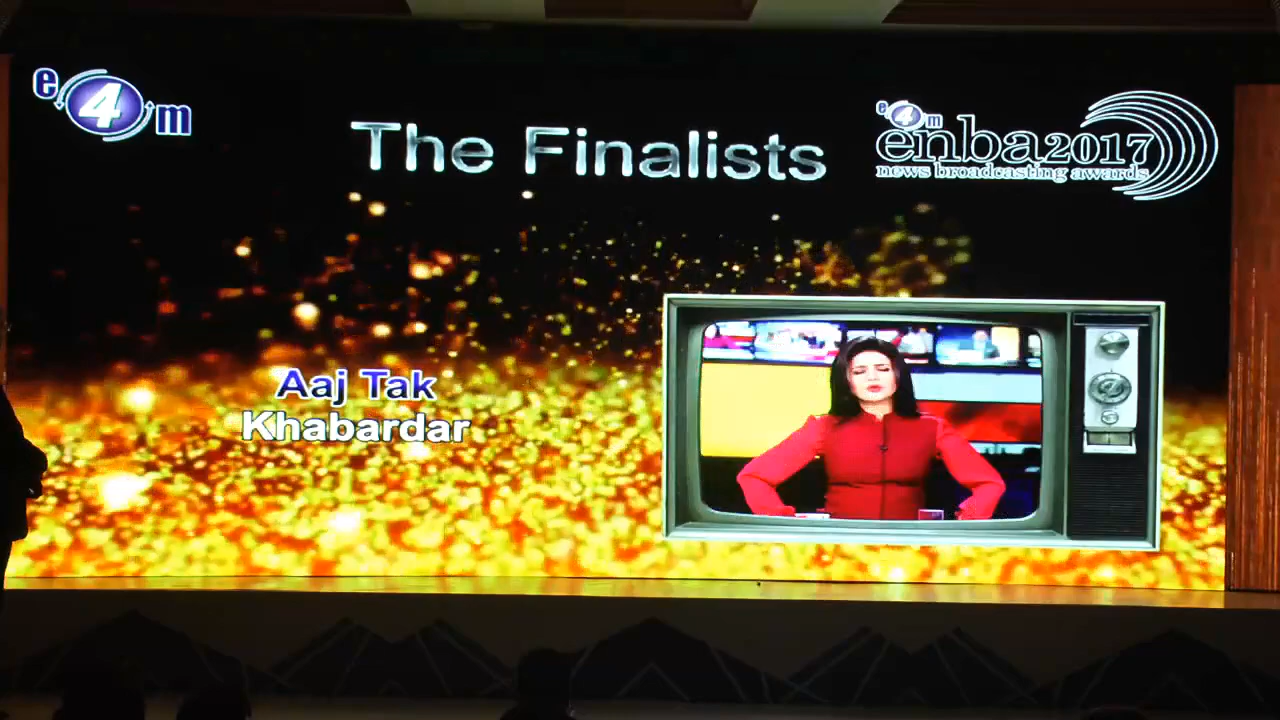 e4m
The Finalists
e4m
enba2017
news broadcasting awards
Aaj Tak
Khabardar